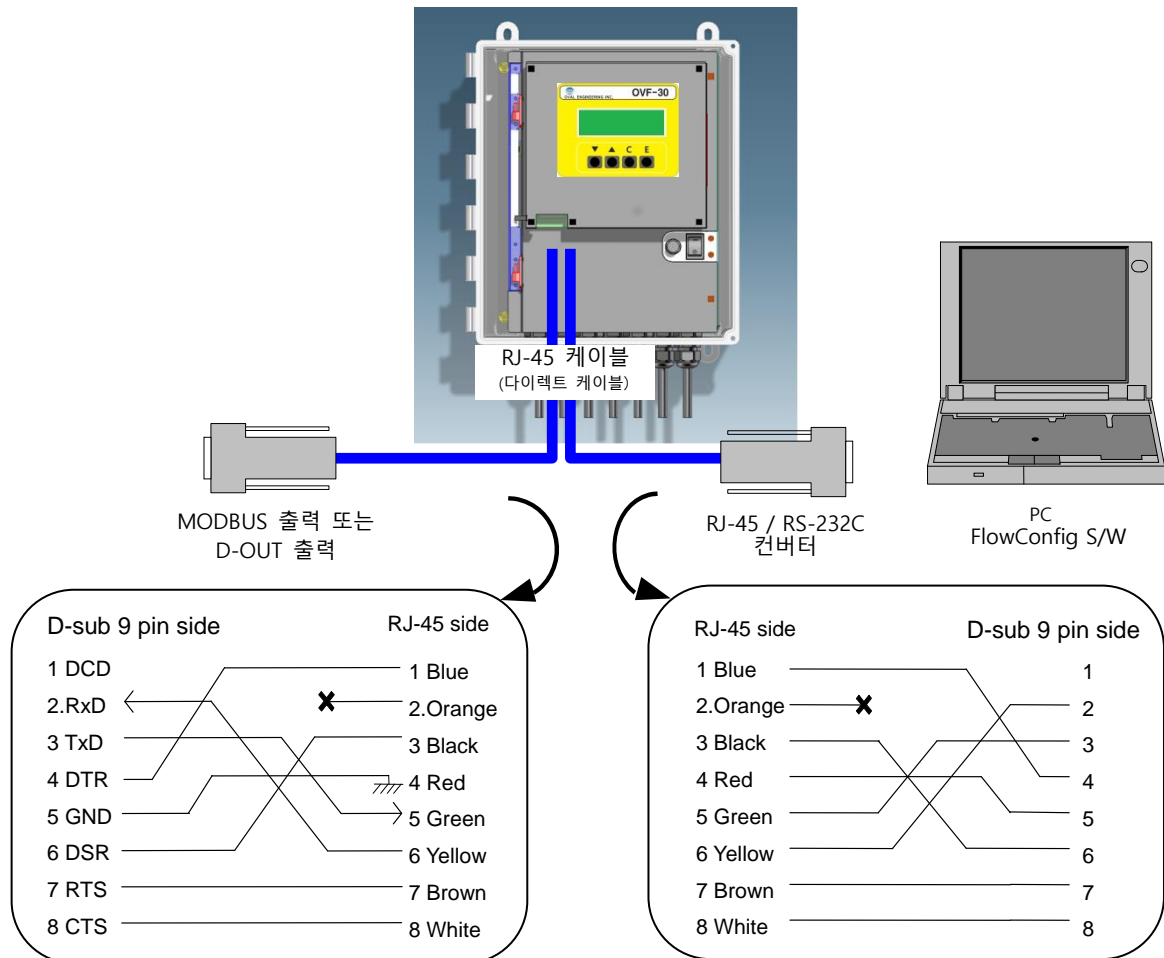 OVAL ENGINEERING INC.
OVF-30
▼ ▲ C E
RJ-45 케이블
(다이렉트 케이블)
MODBUS 출력 또는
D-OUT 출력
RJ-45 / RS-232C
컨버터
PC
FlowConfig S/W
D-sub 9 pin side
RJ-45 side
1 DCD
1 Blue
2.RxD
2.Orange
3 TxD
3 Black
4 DTR
4 Red
5 GND
5 Green
6 DSR
6 Yellow
7 RTS
7 Brown
8 CTS
8 White
RJ-45 side
D-sub 9 pin side
1 Blue
1
2.Orange
2
3 Black
3
4 Red
4
5 Green
5
6 Yellow
6
7 Brown
7
8 White
8